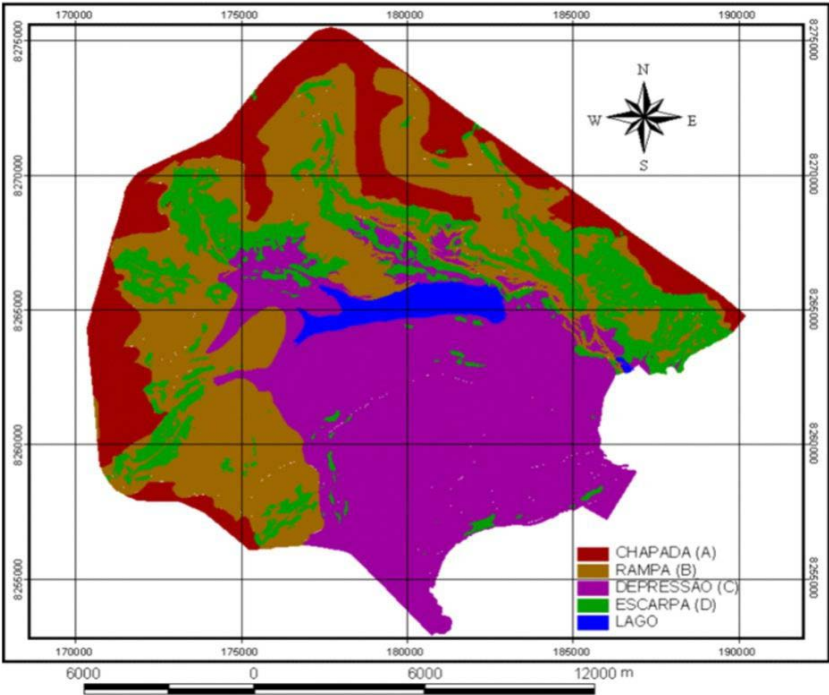 170000 175000 180000 185000 190000
8275000 8275000
N
W E
S
8270000 8270000
8265000 8265000
8260000 8260000
CHAPADA (A)
RAMPA (B)
8255000 DEPRESSÃO (C) 8255000
ESCARPA (D)
LAGO
170000 175000 180000 185000 190000
6000 0 6000 12000 m